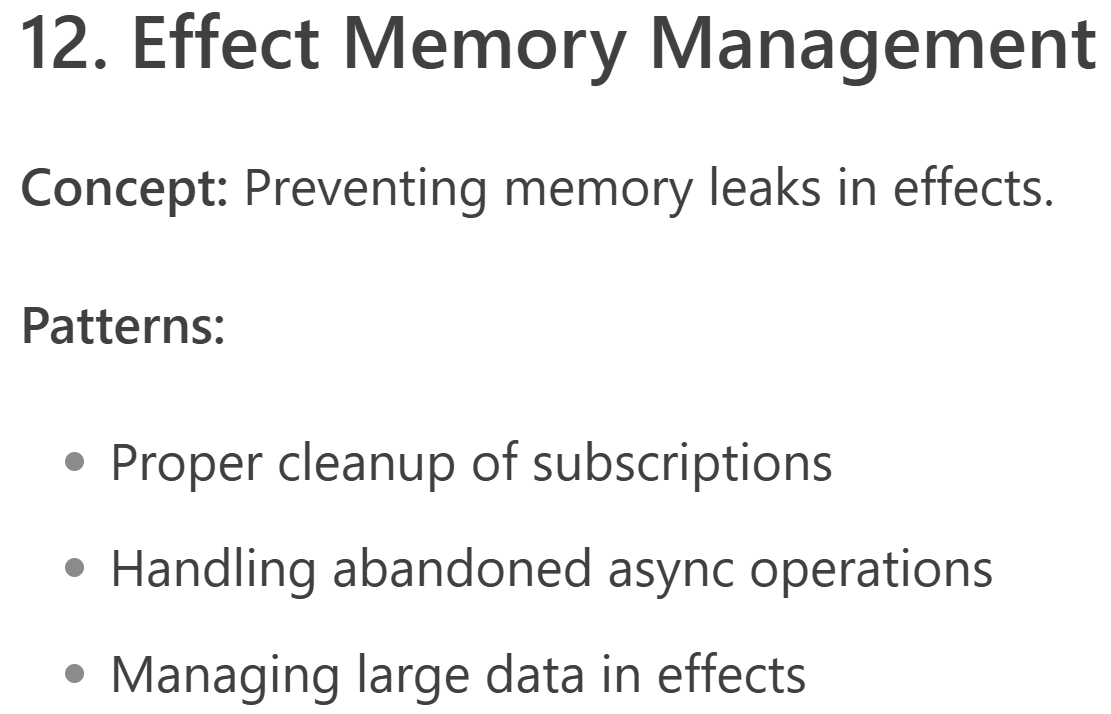 12. Effect Memory Management
Concept: Preventing memory leaks in effects.
Patterns:
Proper cleanup of subscriptions
Handling abandoned async operations
Managing large data in effects